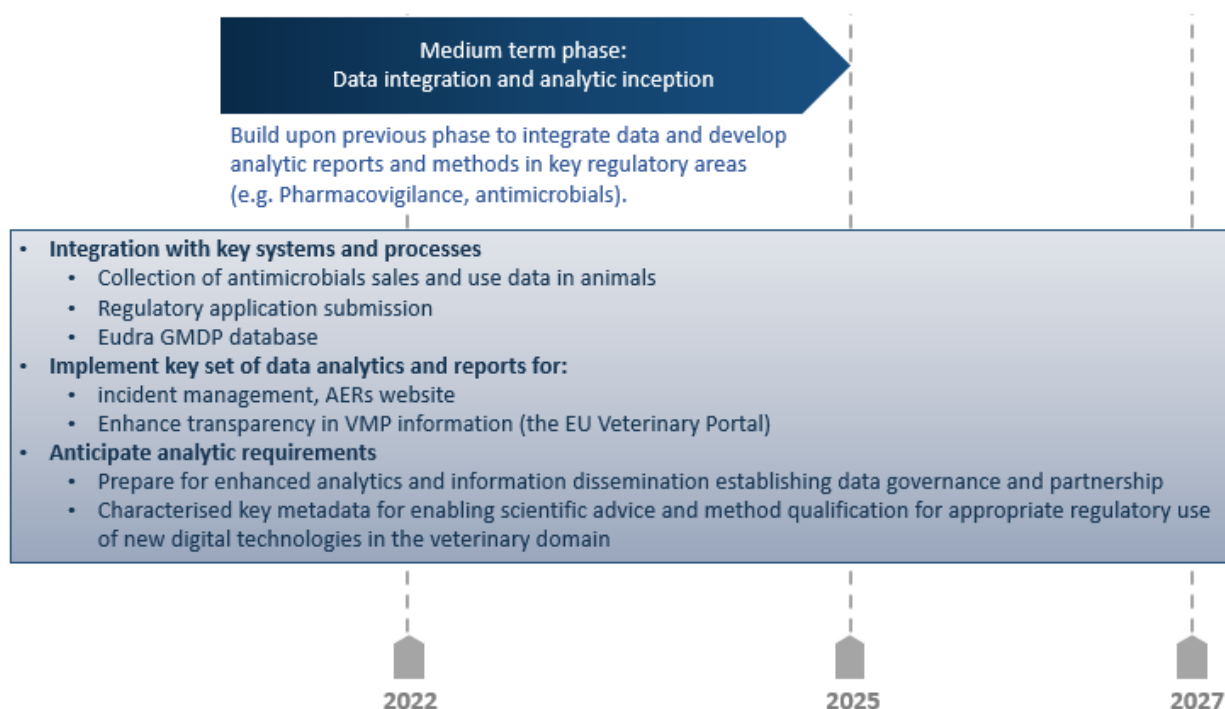 Medium term phase:
Data integration and analytic inception
Build upon previous phase to integrate data and develop
analytic reports and methods in key regulatory areas
(e.g. Pharmacovigilance, antimicrobials).
• Integration with key systems and processes
• Collection of antimicrobials sales and use data in animals
• Regulatory application submission
• Eudra GMDP database
• Implement key set of data analytics and reports for:
• incident management, AERs website
• Enhance transparency in VMP information (the EU Veterinary Portal)
• Anticipate analytic requirements
• Prepare for enhanced analytics and information dissemination establishing data governance and partnership
• Characterised key metadata for enabling scientific advice and method qualification for appropriate regulatory use
of new digital technologies in the veterinary domain
2022 2025 2027